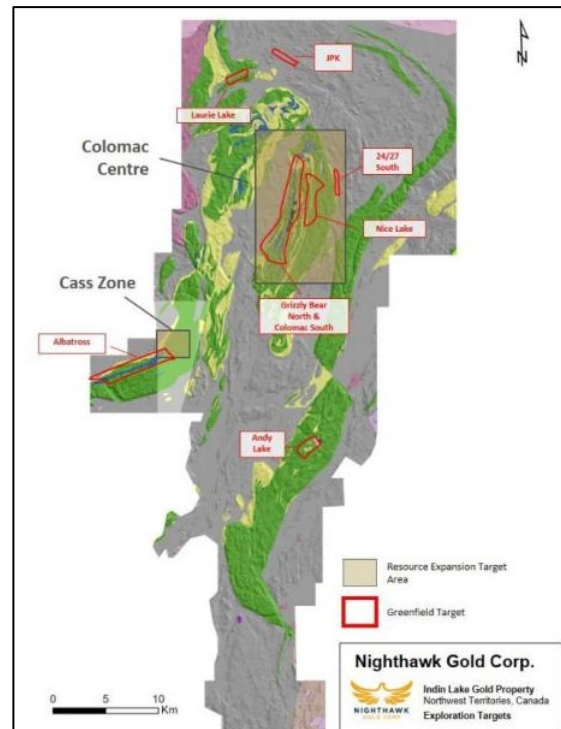 N
JPK
Laurie Lake
Colomac
Centre
24/27
South
Nice Lake
Cass Zone
Grizzly Bear
North &
Colomac South
Albatross
Andy
Lake
Resource Expansion Target
Area
Greenfield Target
Nighthawk Gold Corp.
NIGHTHAWK
GOLD CORP
Indin Lake Gold Property
Northwest Territories, Canada
Exploration Targets
0 5 10
Km